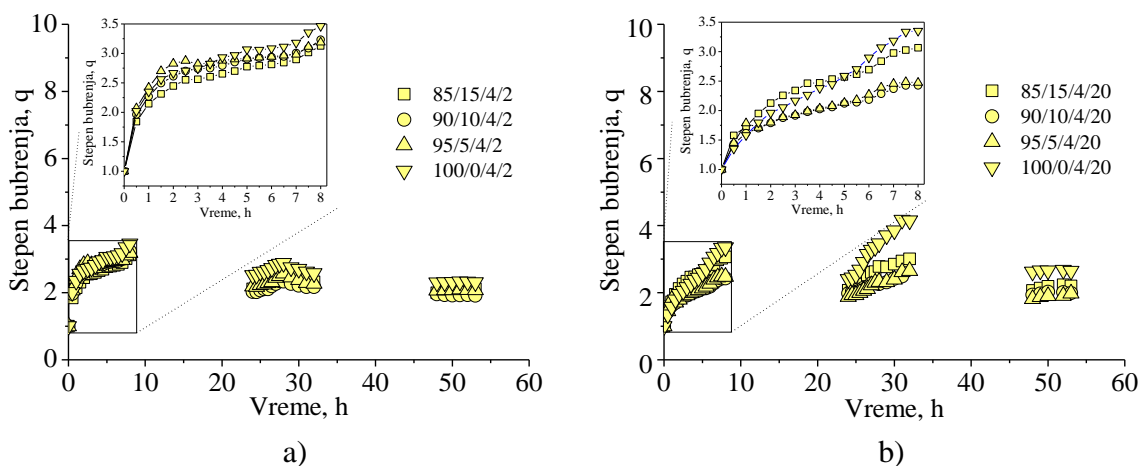 10
8
6
4
2
0
0 10 20 30 40 50 60
Stepen bubrenja, q
Vreme, h
3.5
3.0
2.5
2.0
1.5
1.0
0 1 2 3 4 5 6 7 8
Stepen bubrenja, q
Vreme, h
85/15/4/2
90/10/4/2
95/5/4/2
100/0/4/2
a)
10
8
6
4
2
0
0 10 20 30 40 50 60
Stepen bubrenja, q
Vreme, h
3.5
3.0
2.5
2.0
1.5
1.0
0 1 2 3 4 5 6 7 8
Stepen bubrenja, q
Vreme, h
85/15/4/20
90/10/4/20
95/5/4/20
100/0/4/20
b)